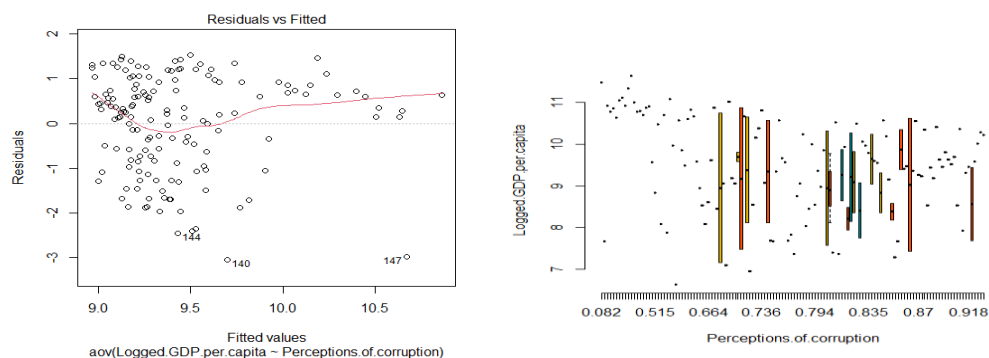 Residuals vs Fitted
Residuals
2
1
0
-1
-2
-3
144
140
147
9.0 9.5 10.0 10.5
Fitted values
aov(Logged.GDP.per.capita ~ Perceptions.of.corruption)
Logged.GDP.per.capita
11
10
9
8
7
0.082 0.515 0.664 0.736 0.794 0.835 0.87 0.918
Perceptions.of.corruption